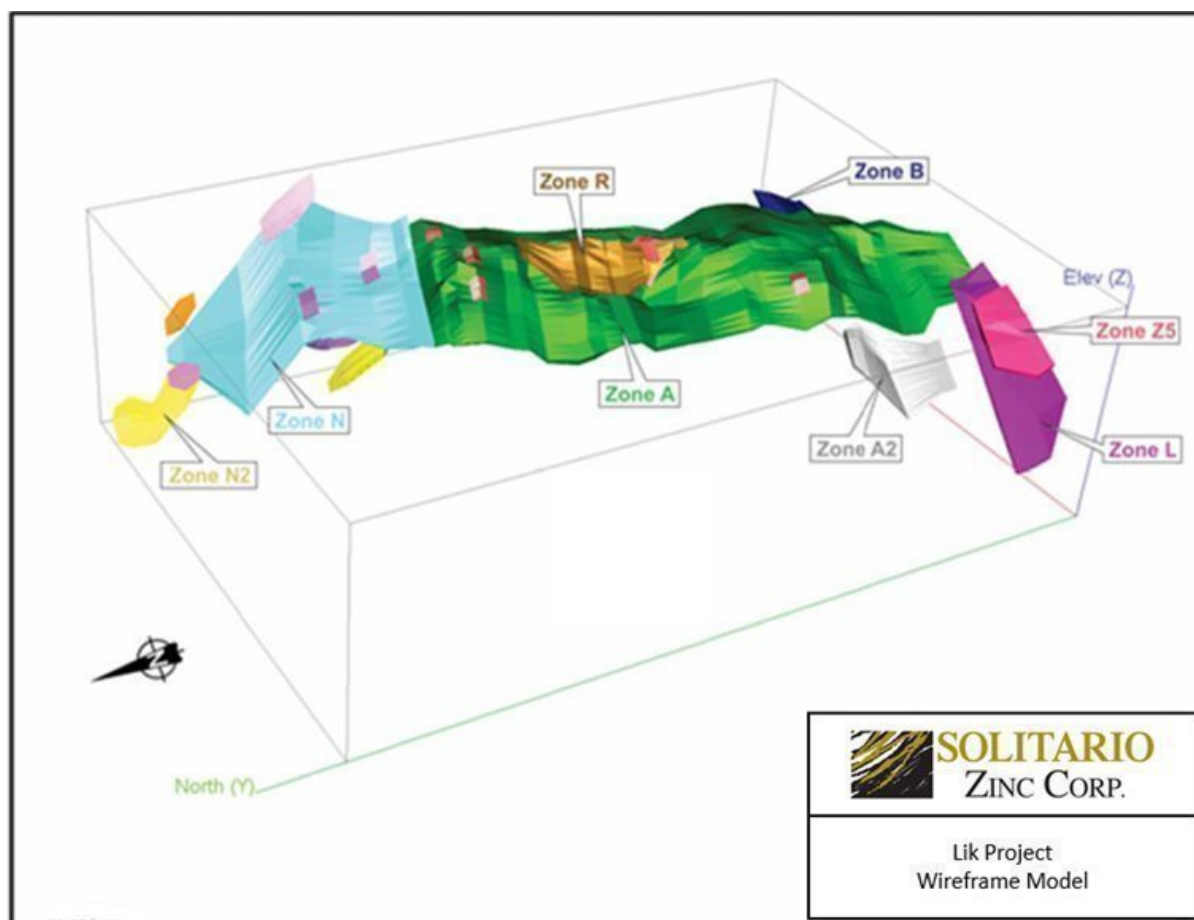 Zone B
Zone R
Elev (Z)
Zone Z5
Zone A
Zone N
Zone A2
Zone L
Zone N2
North (Y)
SOLITARIO
ZINC CORP.
Lik Project
Wireframe Model